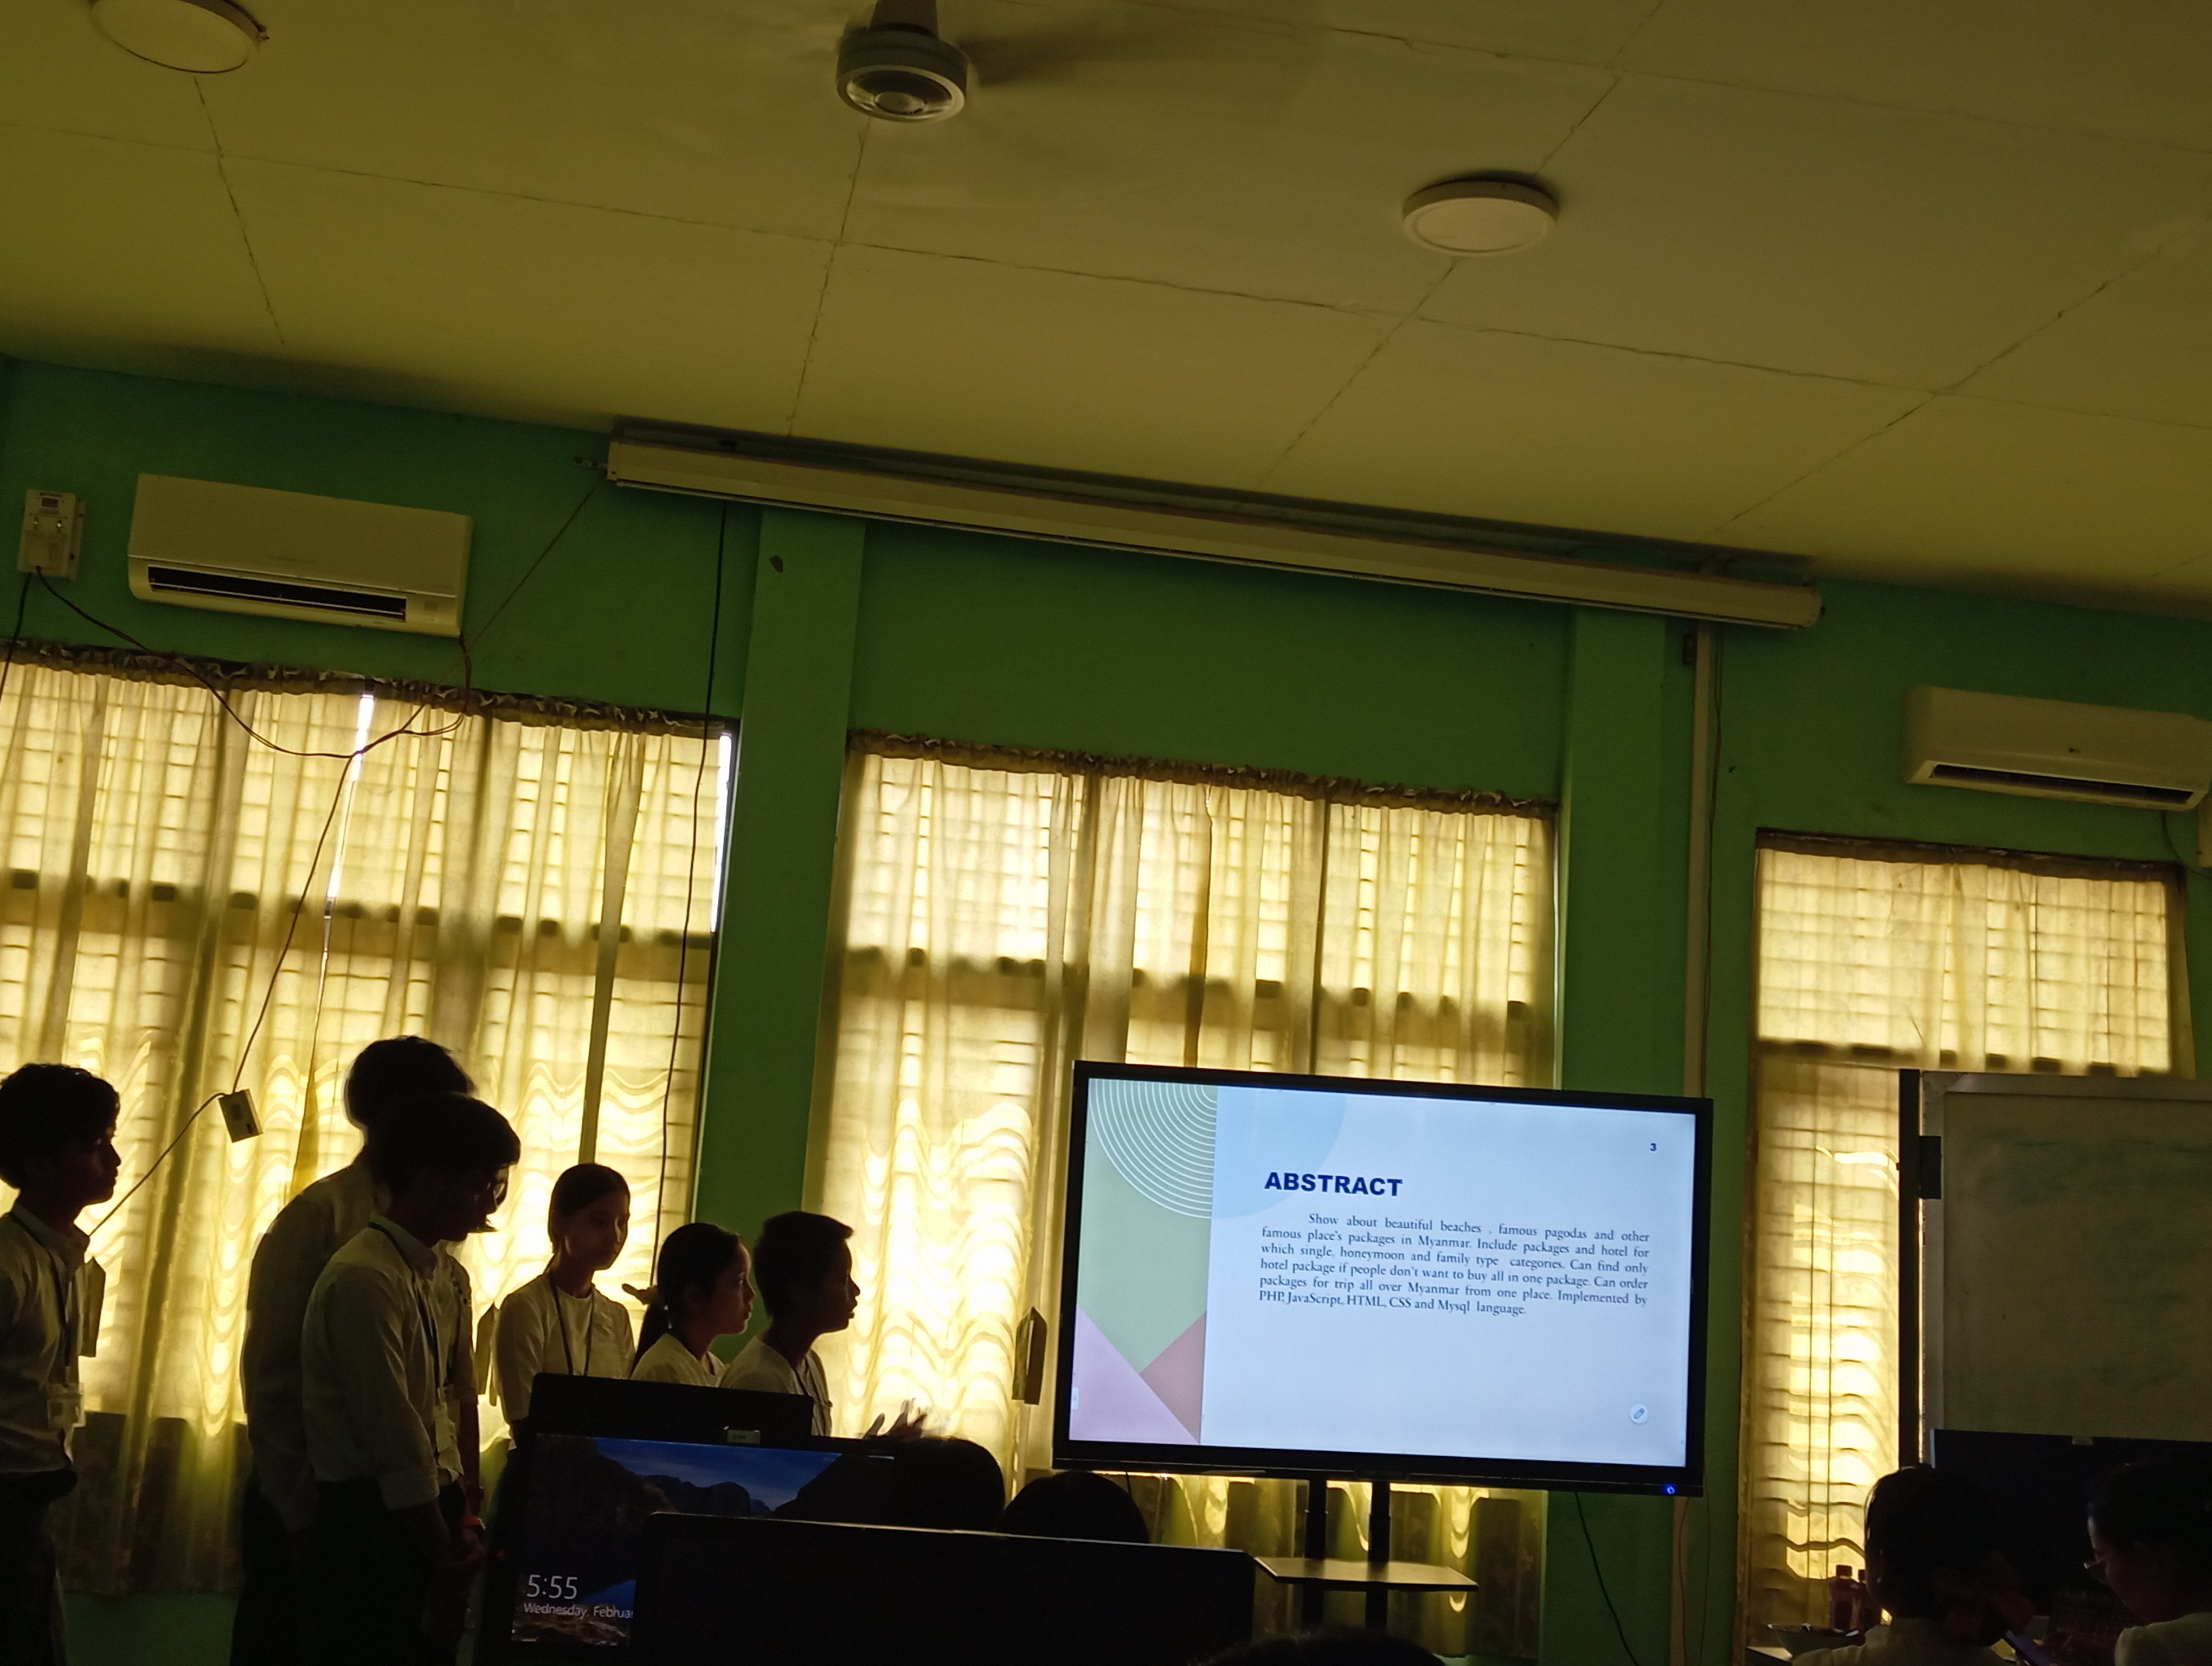 3
ABSTRACT
Show about beautiful beaches , famous pagodas and other
famous place's packages in Myanmar. Include packages and hotel for
which single, honeymoon and family type categories. Can find only
hotel package if people don't want to buy all in one package. Can order
packages for trip all over Myanmar from one place. Implemented by
PHP, JavaScript, HTML, CSS and Mysql language.
5:55
Wednesday, Februar